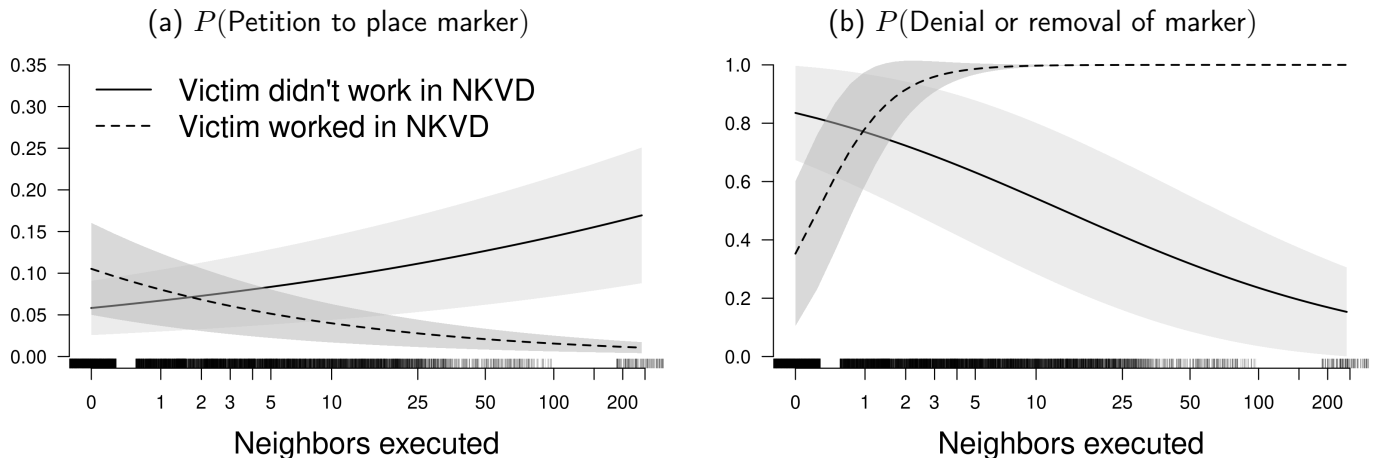 (a) P(Petition to place marker)
0.35
0.30
0.25
0.20
0.15
0.10
0.05
0.00
Victim didn't work in NKVD
Victim worked in NKVD
0 1 2 3 5 10 25 50 100 200
Neighbors executed
(b) P(Denial or removal of marker)
1.0
0.8
0.6
0.4
0.2
0.0
0 1 2 3 5 10 25 50 100 200
Neighbors executed